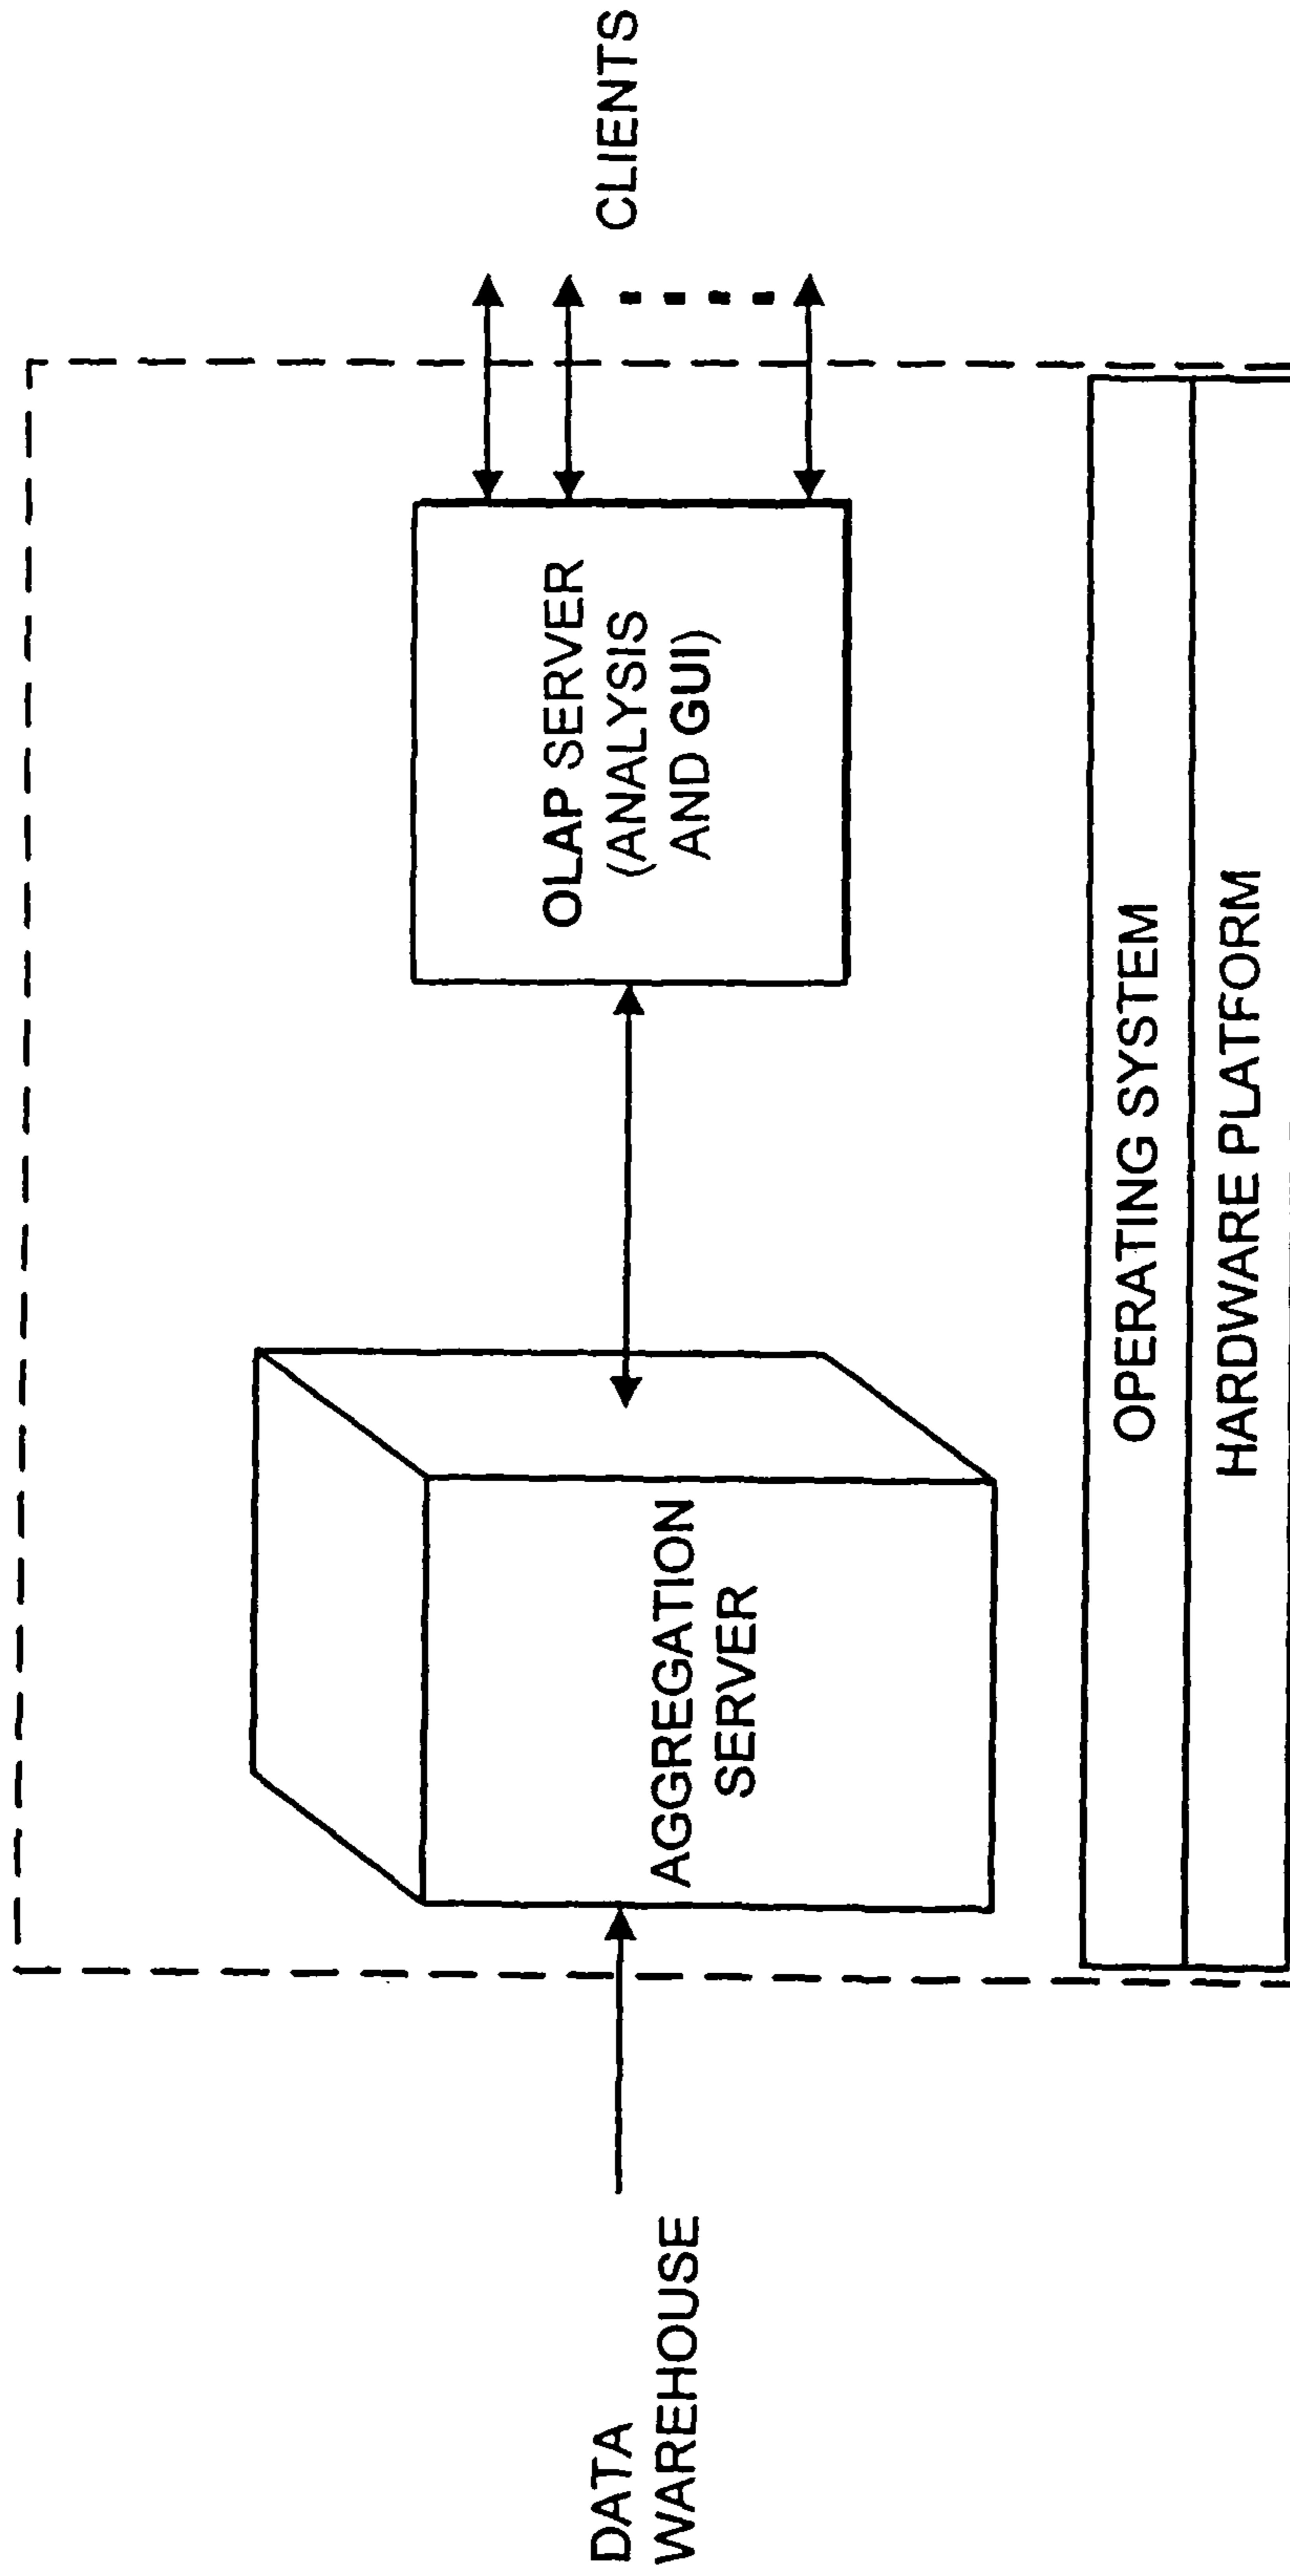 DATA
WAREHOUSE
AGGREGATION
SERVER
OLAP SERVER
(ANALYSIS
AND GUI)
CLIENTS
OPERATING SYSTEM
HARDWARE PLATFORM